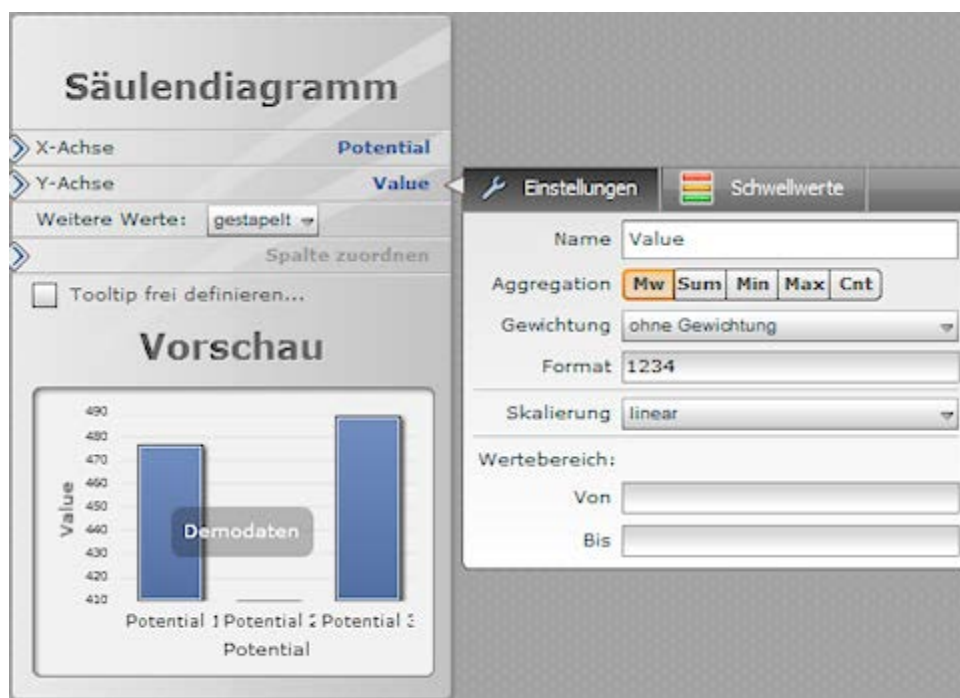 Säulendiagramm
X-Achse Potential
Y-Achse Value
Weitere Werte: gestapelt
Spalte zuordnen
Tooltip frei definieren...
Vorschau
490
480
470
460
450
440
430
420
410
Value
Demodaten
Potential 1 Potential 2 Potential 3
Potential
Einstellungen Schwellwerte
Name Value
Aggregation Mw Sum Min Max Cnt
Gewichtung ohne Gewichtung
Format 1234
Skalierung linear
Wertebereich:
Von
Bis